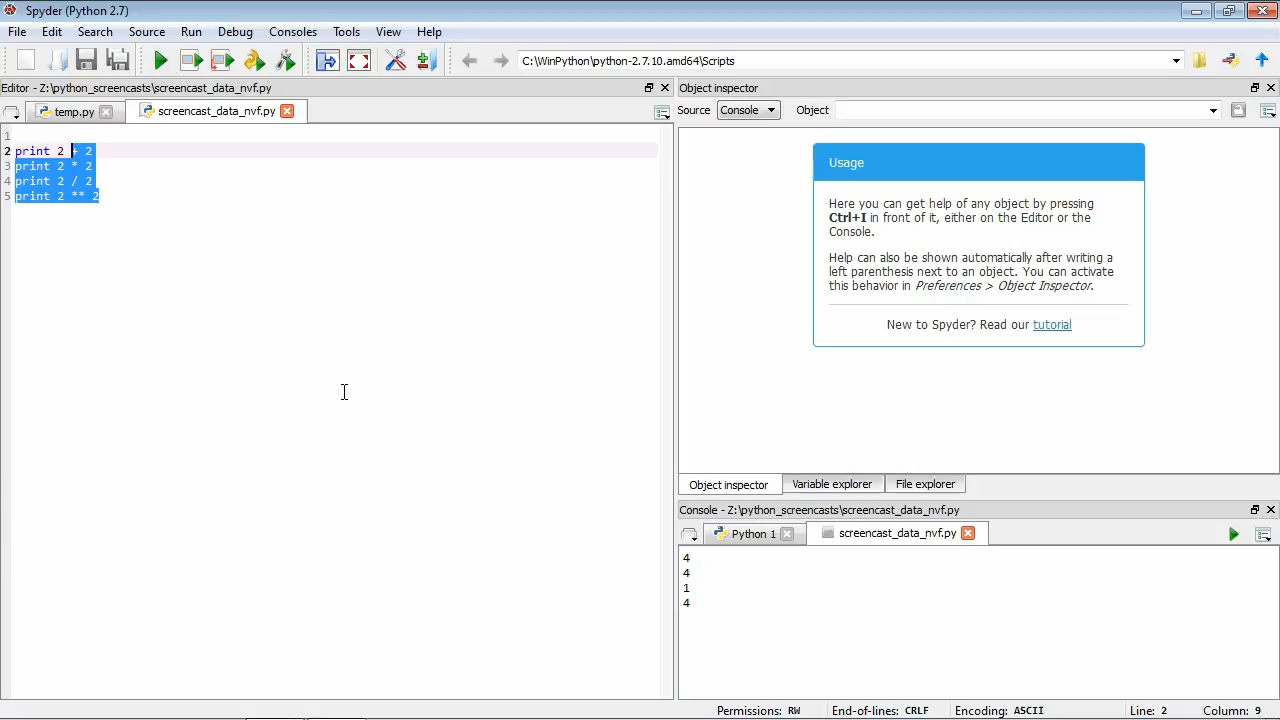 Spyder (Python 2.7)
File Edit Search Source Run Debug Consoles Tools View Help
C:\WinPython\python-2.7.10.amd64\Scripts
Editor - Z:\python_screencasts\screencast_data_nvf.py
temp.py screencast_data_nvf.py
1
2 print 2 + 2
3 print 2 * 2
4 print 2 / 2
5 print 2 ** 2
Object inspector
Source Console Object
Usage
Here you can get help of any object by pressing
Ctrl+I in front of it, either on the Editor or the
Console.
Help can also be shown automatically after writing a
left parenthesis next to an object. You can activate
this behavior in Preferences > Object Inspector.
New to Spyder? Read our tutorial
Object inspector Variable explorer File explorer
Console - Z:\python_screencasts\screencast_data_nvf.py
Python 1 screencast_data_nvf.py
4
4
1
4
Permissions: RW End-of-lines: CRLF Encoding: ASCII Line: 2 Column: 9